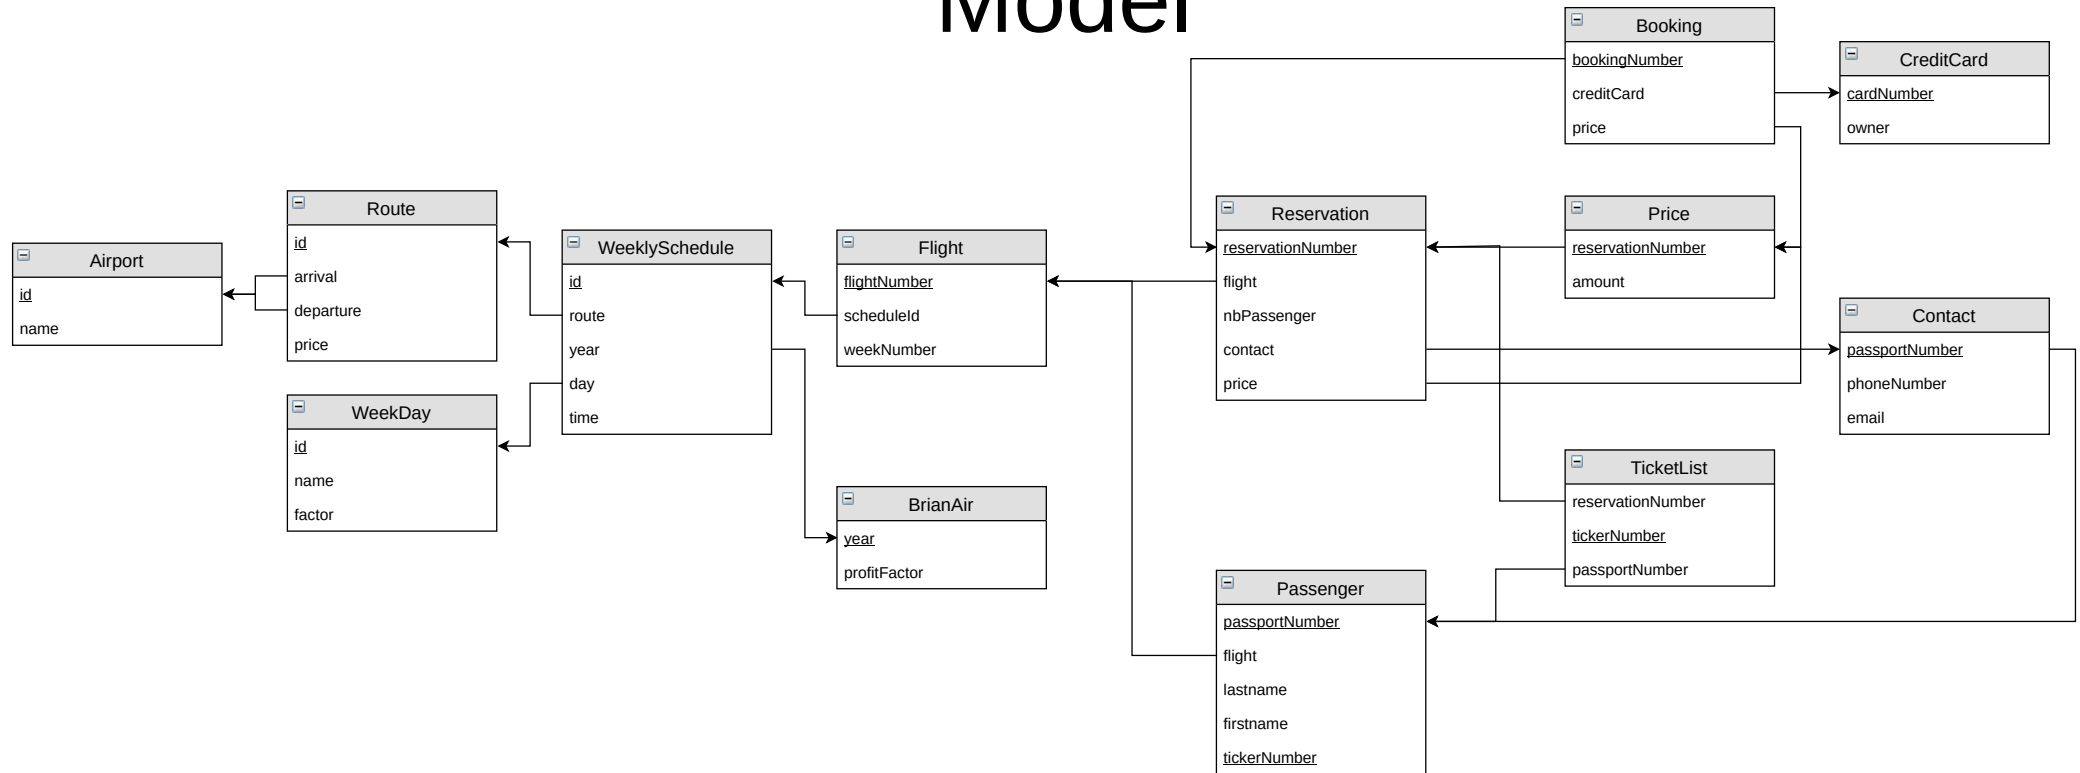 Model
Booking
bookingNumber
creditCard
price
CreditCard
cardNumber
owner
Airport
id
name
Route
id
arrival
departure
price
WeekDay
id
name
factor
WeeklySchedule
id
route
year
day
time
Flight
flightNumber
scheduleId
weekNumber
BrianAir
year
profitFactor
Reservation
reservationNumber
flight
nbPassenger
contact
price
Price
reservationNumber
amount
Contact
passportNumber
phoneNumber
email
TicketList
reservationNumber
tickerNumber
passportNumber
Passenger
passportNumber
flight
lastname
firstname
tickerNumber